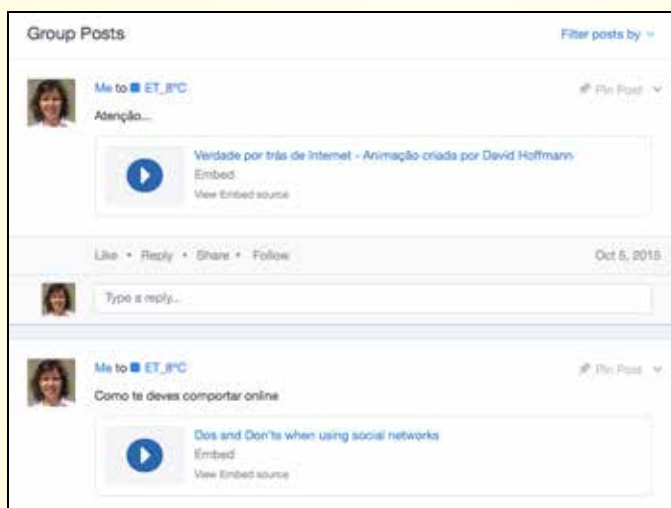 Group Posts
Filter posts by
Me to ET_8ºC
Pin Post
Atenção...
Verdade por trás de Internet - Animação criada por David Hoffmann
Embed
View Embed source
Like • Reply • Share • Follow
Oct 5, 2015
Type a reply...
Me to ET_8ºC
Pin Post
Como te deves comportar online
Dos and Don'ts when using social networks
Embed
View Embed source